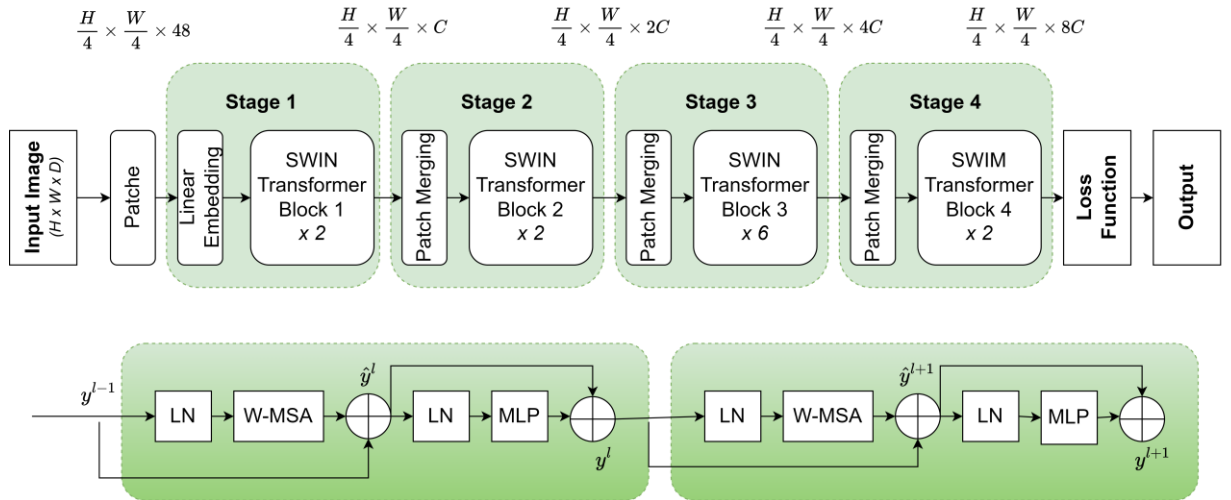 H/4 × W/4 × 48
H/4 × W/4 × C
H/4 × W/4 × 2C
H/4 × W/4 × 4C
H/4 × W/4 × 8C
Input Image
(H x W x D)
Patche
Stage 1
Linear
Embedding
SWIN
Transformer
Block 1
x 2
Stage 2
Patch Merging
SWIN
Transformer
Block 2
x 2
Stage 3
Patch Merging
SWIN
Transformer
Block 3
x 6
Stage 4
Patch Merging
SWIM
Transformer
Block 4
x 2
Loss
Function
Output
y^{l-1}
LN
W-MSA
ŷ^l
LN
MLP
y^l
LN
W-MSA
ŷ^{l+1}
LN
MLP
y^{l+1}